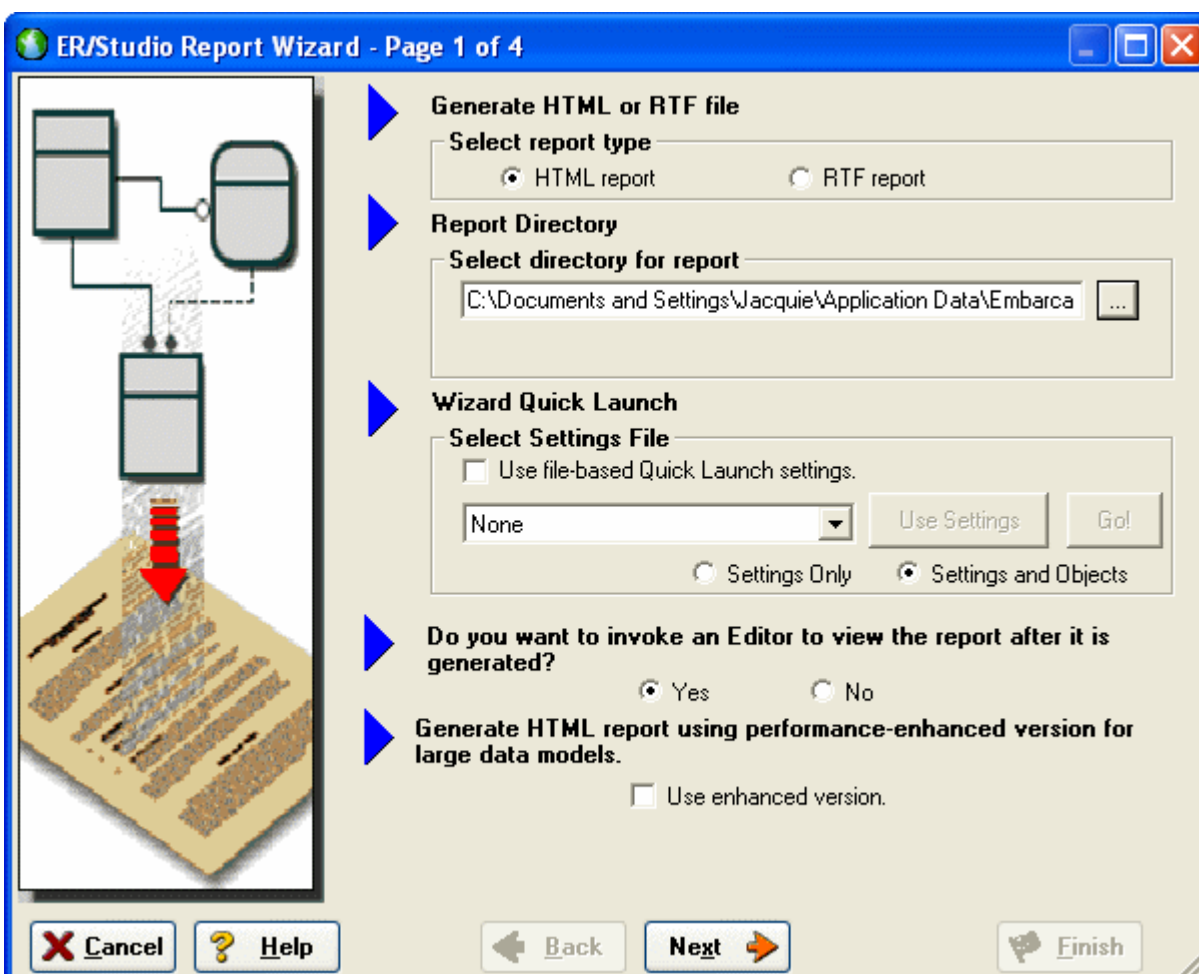 ER/Studio Report Wizard - Page 1 of 4
Generate HTML or RTF file
Select report type
HTML report
RTF report
Report Directory
Select directory for report
C:\Documents and Settings\Jacquie\Application Data\Embarca
...
Wizard Quick Launch
Select Settings File
Use file-based Quick Launch settings.
None
Use Settings
Go!
Settings Only
Settings and Objects
Do you want to invoke an Editor to view the report after it is
generated?
Yes
No
Generate HTML report using performance-enhanced version for
large data models.
Use enhanced version.
Cancel
Help
Back
Next
Finish